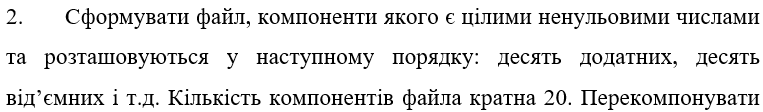 2. Сформувати файл, компоненти якого є цілими ненульовими числами
та розташовуються у наступному порядку: десять додатних, десять
від’ємних і т.д. Кількість компонентів файла кратна 20. Перекомпонувати